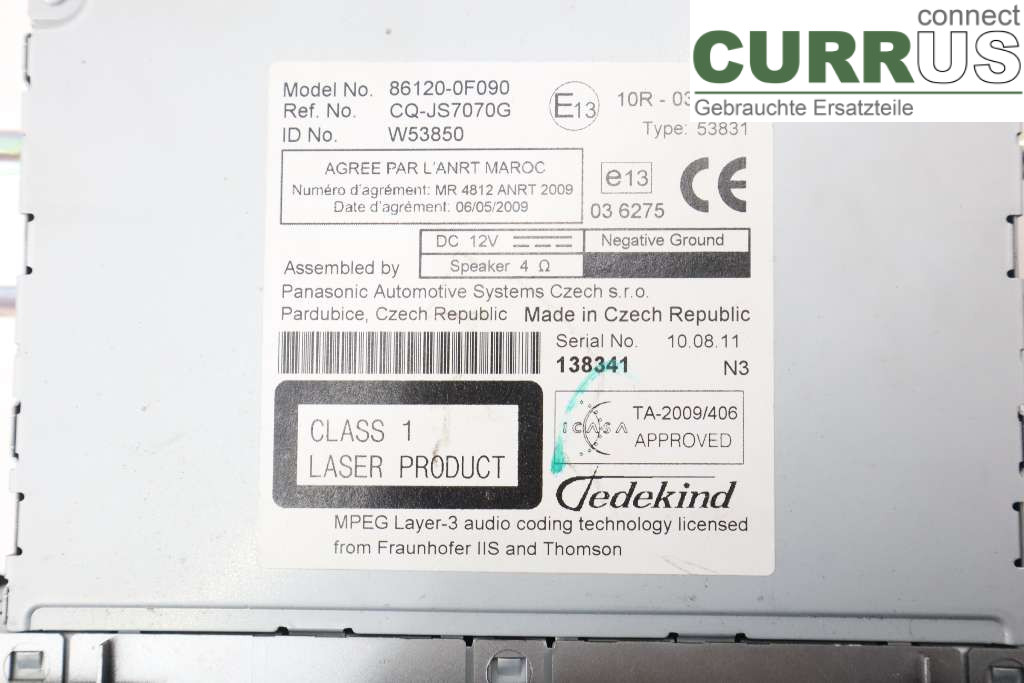 connect
CURRUS
Gebrauchte Ersatzteile
Model No. 86120-0F090
Ref. No. CQ-JS7070G
ID No. W53850
E13
10R - 03
Type: 53831
AGREE PAR L'ANRT MAROC
Numéro d'agrément: MR 4812 ANRT 2009
Date d'agrément: 06/05/2009
e13
CE
03 6275
DC 12V
Negative Ground
Speaker 4 Ω
Assembled by
Panasonic Automotive Systems Czech s.r.o.
Pardubice, Czech Republic Made in Czech Republic
Serial No. 10.08.11
138341 N3
CLASS 1
LASER PRODUCT
ICASA
TA-2009/406
APPROVED
Tedekind
MPEG Layer-3 audio coding technology licensed
from Fraunhofer IIS and Thomson